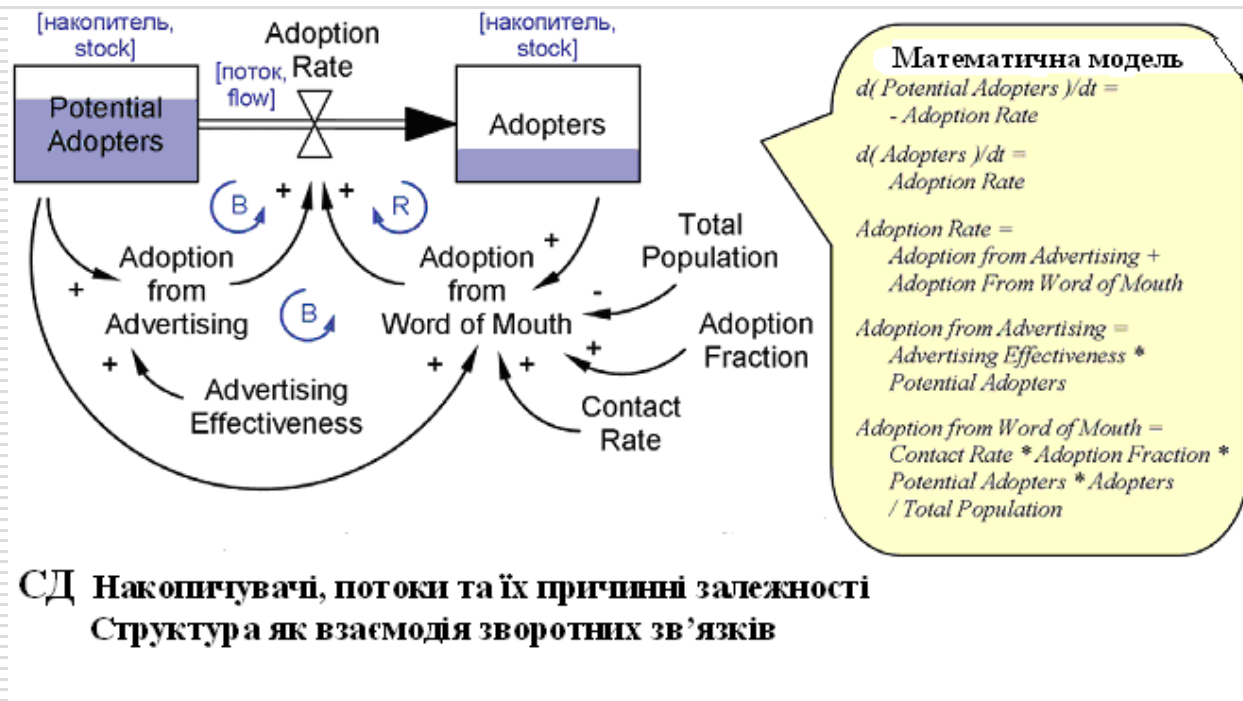 [накопитель,
stock]
Adoption
Rate
[поток,
flow]
[накопитель,
stock]
Potential
Adopters
Adopters
+
+
B
R
Adoption
from
Advertising
+
B
Adoption
from
Word of Mouth
+
Total
Population
-
Adoption
Fraction
+
+
Advertising
Effectiveness
+
+
Contact
Rate
Математична модель
d( Potential Adopters )/dt =
- Adoption Rate
d( Adopters )/dt =
Adoption Rate
Adoption Rate =
Adoption from Advertising +
Adoption From Word of Mouth
Adoption from Advertising =
Advertising Effectiveness *
Potential Adopters
Adoption from Word of Mouth =
Contact Rate * Adoption Fraction *
Potential Adopters * Adopters
/ Total Population
СД Накопичувачі, потоки та їх причинні залежності
Структура як взаємодія зворотних зв’язків